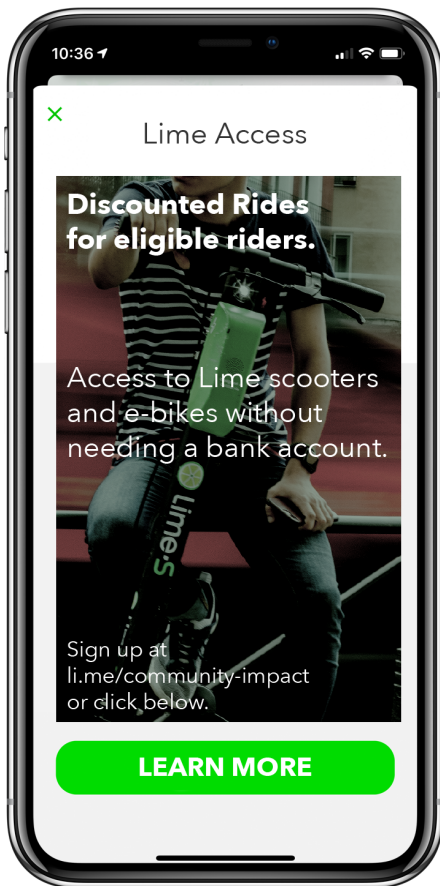 10:36
Lime Access
Discounted Rides
for eligible riders.
Access to Lime scooters
and e-bikes without
needing a bank account.
Lime-S
Sign up at
li.me/community-impact
or click below.
LEARN MORE